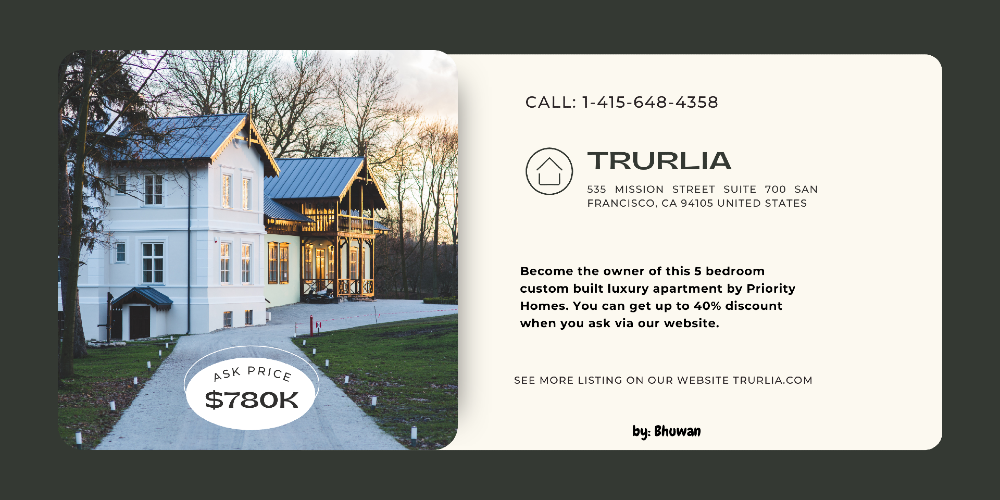 CALL: 1-415-648-4358
TRURLIA
535 MISSION STREET SUITE 700 SAN
FRANCISCO, CA 94105 UNITED STATES
Become the owner of this 5 bedroom
custom built luxury apartment by Priority
Homes. You can get up to 40% discount
when you ask via our website.
ASK PRICE
$780K
SEE MORE LISTING ON OUR WEBSITE TRURLIA.COM
by: Bhuwan